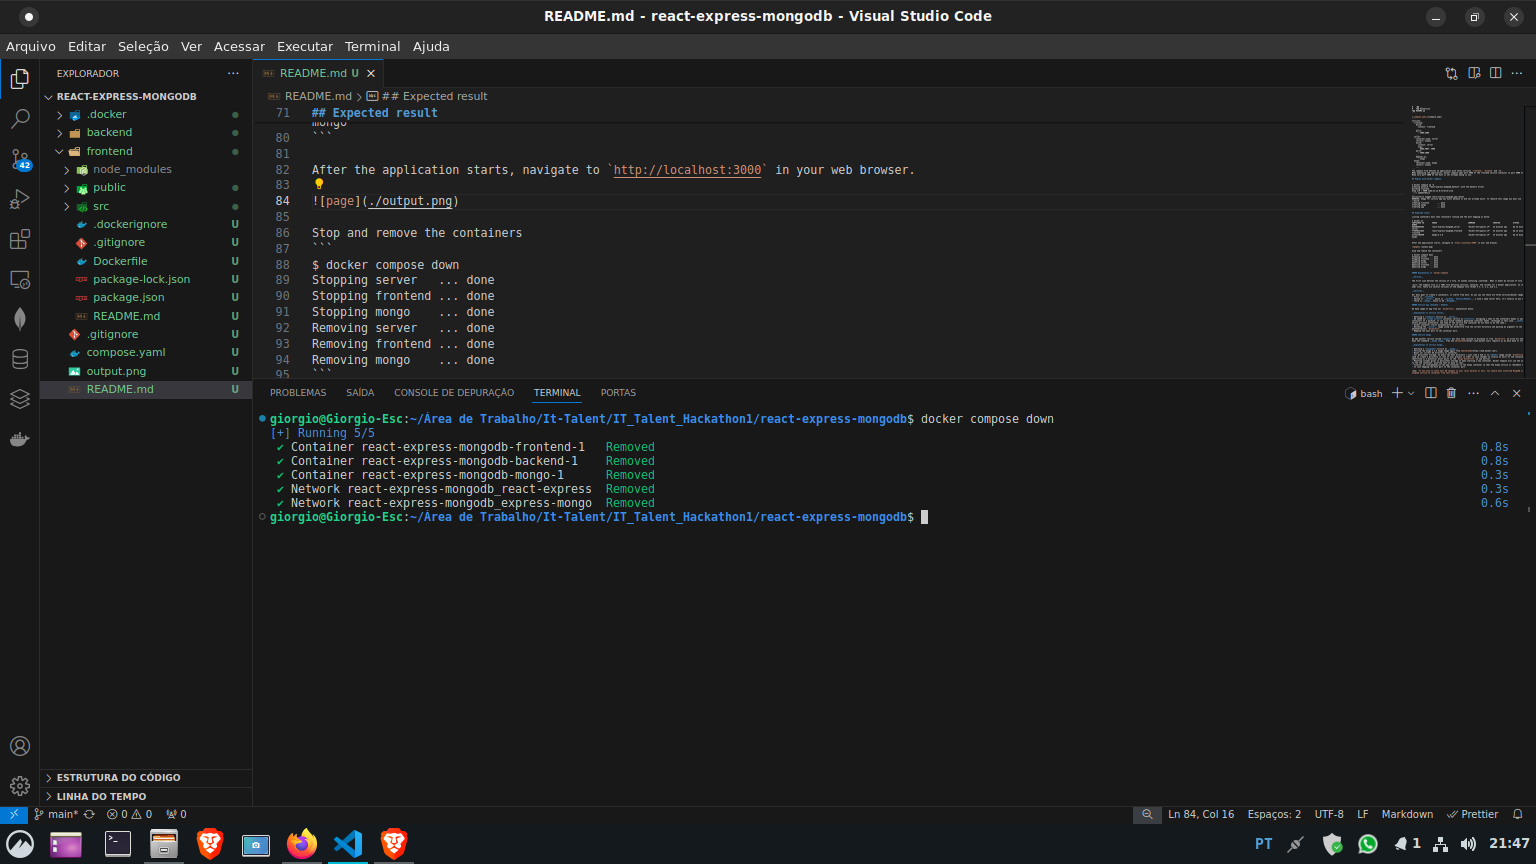 README.md - react-express-mongodb - Visual Studio Code
Arquivo Editar Seleção Ver Acessar Executar Terminal Ajuda
EXPLORADOR
REACT-EXPRESS-MONGODB
.docker
backend
frontend
node_modules
public
src
.dockerignore U
.gitignore U
Dockerfile U
package-lock.json U
package.json U
README.md U
.gitignore U
compose.yaml U
output.png U
README.md U
ESTRUTURA DO CÓDIGO
LINHA DO TEMPO
42
README.md U
README.md > ## Expected result
71 ## Expected result
mongo
80 ```
81
82 After the application starts, navigate to `http://localhost:3000` in your web browser.
83
84 ![page](./output.png)
85
86 Stop and remove the containers
87 ```
88 $ docker compose down
89 Stopping server ... done
90 Stopping frontend ... done
91 Stopping mongo ... done
92 Removing server ... done
93 Removing frontend ... done
94 Removing mongo ... done
95 ```
PROBLEMAS SAÍDA CONSOLE DE DEPURAÇÃO TERMINAL PORTAS
bash
giorgio@Giorgio-Esc:~/Área de Trabalho/It-Talent/IT_Talent_Hackathon1/react-express-mongodb$ docker compose down
[+] Running 5/5
✔ Container react-express-mongodb-frontend-1 Removed 0.8s
✔ Container react-express-mongodb-backend-1 Removed 0.8s
✔ Container react-express-mongodb-mongo-1 Removed 0.3s
✔ Network react-express-mongodb_react-express Removed 0.3s
✔ Network react-express-mongodb_express-mongo Removed 0.6s
giorgio@Giorgio-Esc:~/Área de Trabalho/It-Talent/IT_Talent_Hackathon1/react-express-mongodb$
main* 0 0 0
Ln 84, Col 16 Espaços: 2 UTF-8 LF Markdown Prettier
PT 1 21:47